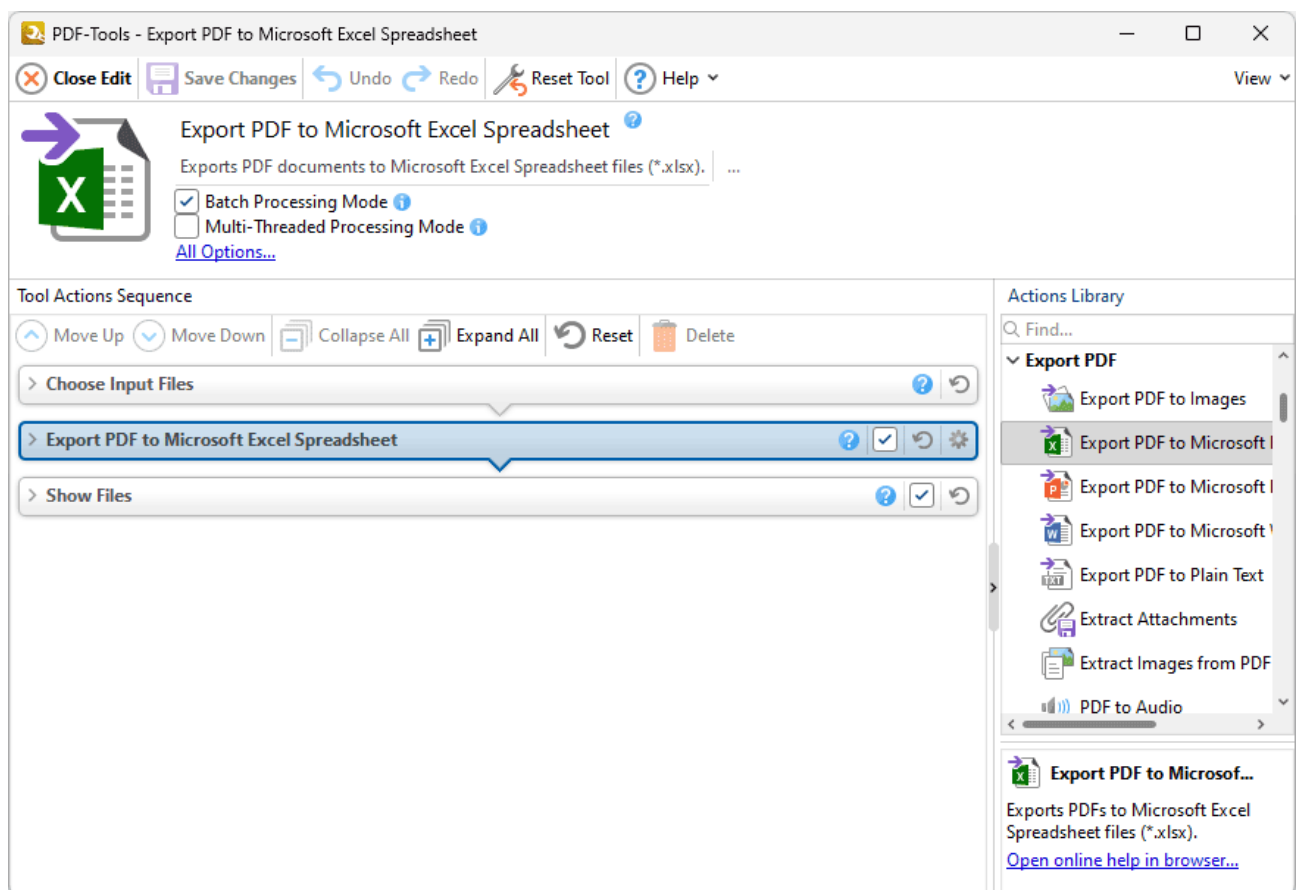 PDF-Tools - Export PDF to Microsoft Excel Spreadsheet
Close Edit Save Changes Undo Redo Reset Tool Help View
Export PDF to Microsoft Excel Spreadsheet
Exports PDF documents to Microsoft Excel Spreadsheet files (*.xlsx). ...
Batch Processing Mode
Multi-Threaded Processing Mode
All Options...
Tool Actions Sequence
Move Up Move Down Collapse All Expand All Reset Delete
Choose Input Files
Export PDF to Microsoft Excel Spreadsheet
Show Files
Actions Library
Find...
Export PDF
Export PDF to Images
Export PDF to Microsoft
Export PDF to Microsoft
Export PDF to Microsoft
Export PDF to Plain Text
Extract Attachments
Extract Images from PDF
PDF to Audio
Export PDF to Microsof...
Exports PDFs to Microsoft Excel
Spreadsheet files (*.xlsx).
Open online help in browser...